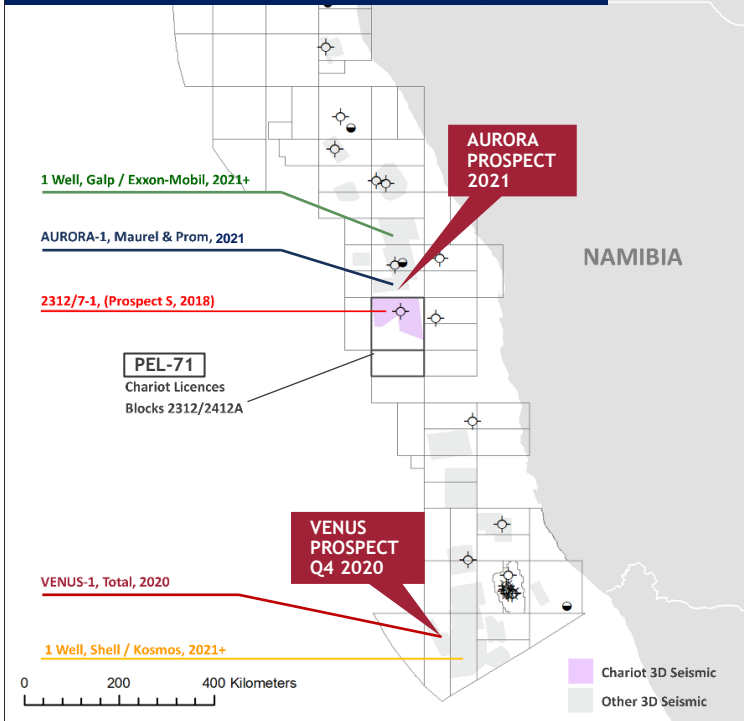 AURORA
PROSPECT
2021
1 Well, Galp / Exxon-Mobil, 2021+
AURORA-1, Maurel & Prom, 2021
NAMIBIA
2312/7-1, (Prospect S, 2018)
PEL-71
Chariot Licences
Blocks 2312/2412A
VENUS
PROSPECT
Q4 2020
VENUS-1, Total, 2020
1 Well, Shell / Kosmos, 2021+
0 200 400 Kilometers
Chariot 3D Seismic
Other 3D Seismic